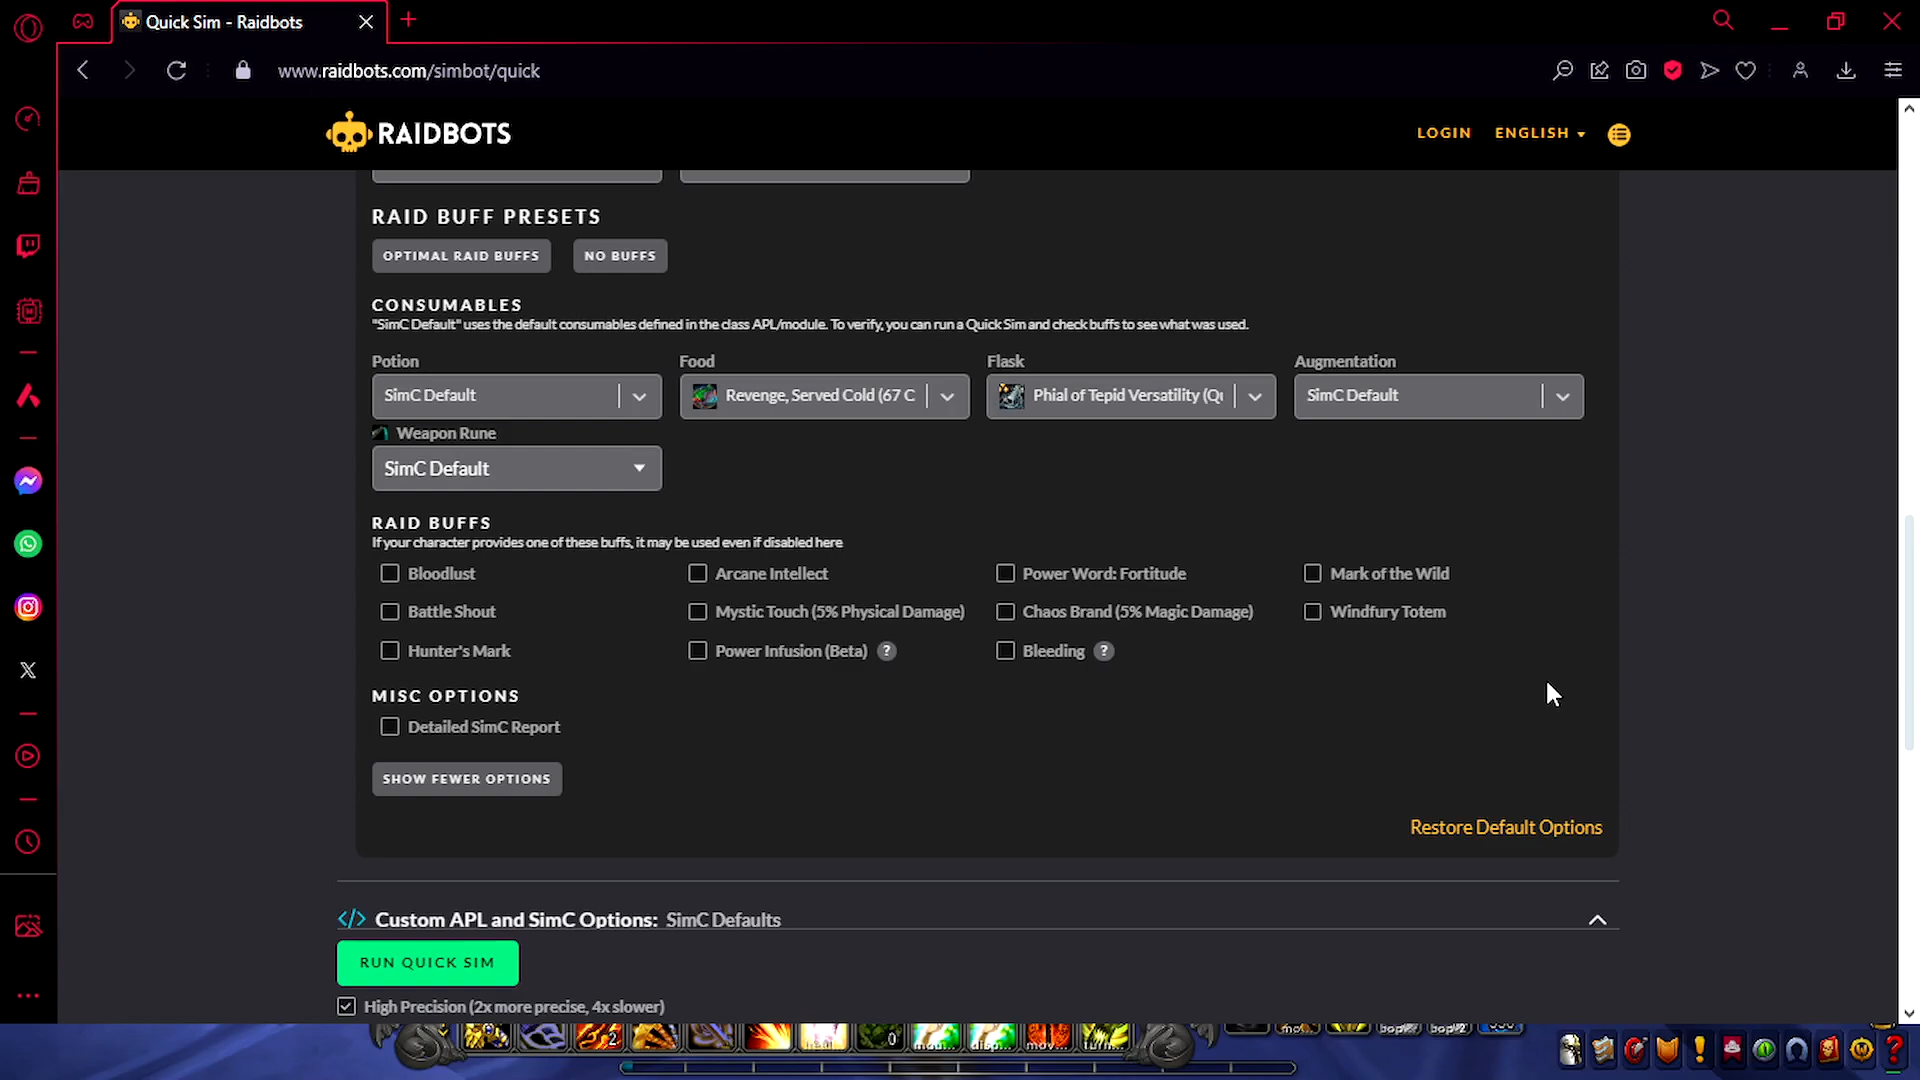 Quick Sim - Raidbots
www.raidbots.com/simbot/quick
RAIDBOTS
LOGIN ENGLISH
RAID BUFF PRESETS
OPTIMAL RAID BUFFS NO BUFFS
CONSUMABLES
"SimC Default" uses the default consumables defined in the class APL/module. To verify, you can run a Quick Sim and check buffs to see what was used.
Potion Food Flask Augmentation
SimC Default Revenge, Served Cold (67 C Phial of Tepid Versatility (Qu SimC Default
Weapon Rune
SimC Default
RAID BUFFS
If your character provides one of these buffs, it may be used even if disabled here
Bloodlust Arcane Intellect Power Word: Fortitude Mark of the Wild
Battle Shout Mystic Touch (5% Physical Damage) Chaos Brand (5% Magic Damage) Windfury Totem
Hunter's Mark Power Infusion (Beta) ? Bleeding ?
MISC OPTIONS
Detailed SimC Report
SHOW FEWER OPTIONS
Restore Default Options
</> Custom APL and SimC Options: SimC Defaults
RUN QUICK SIM
High Precision (2x more precise, 4x slower)
2 0